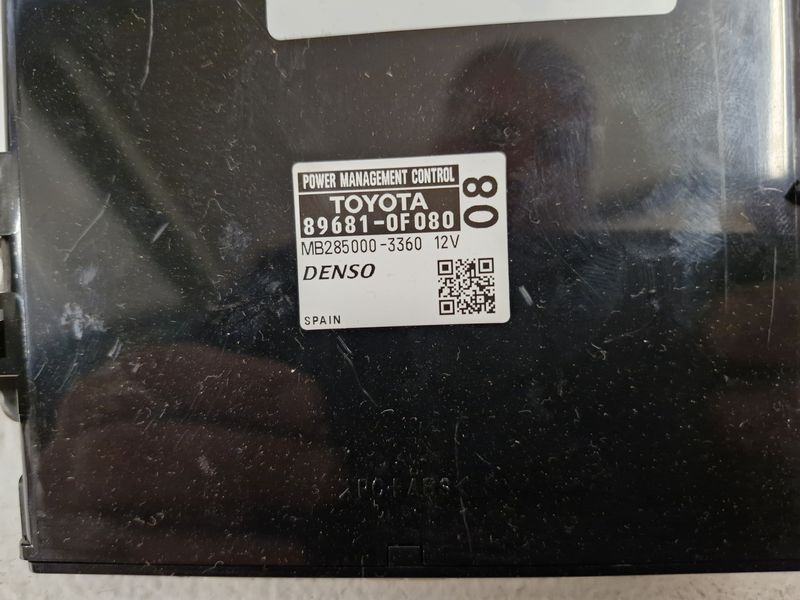 POWER MANAGEMENT CONTROL
TOYOTA
89681-0F080
08
MB285000-3360 12V
DENSO
SPAIN